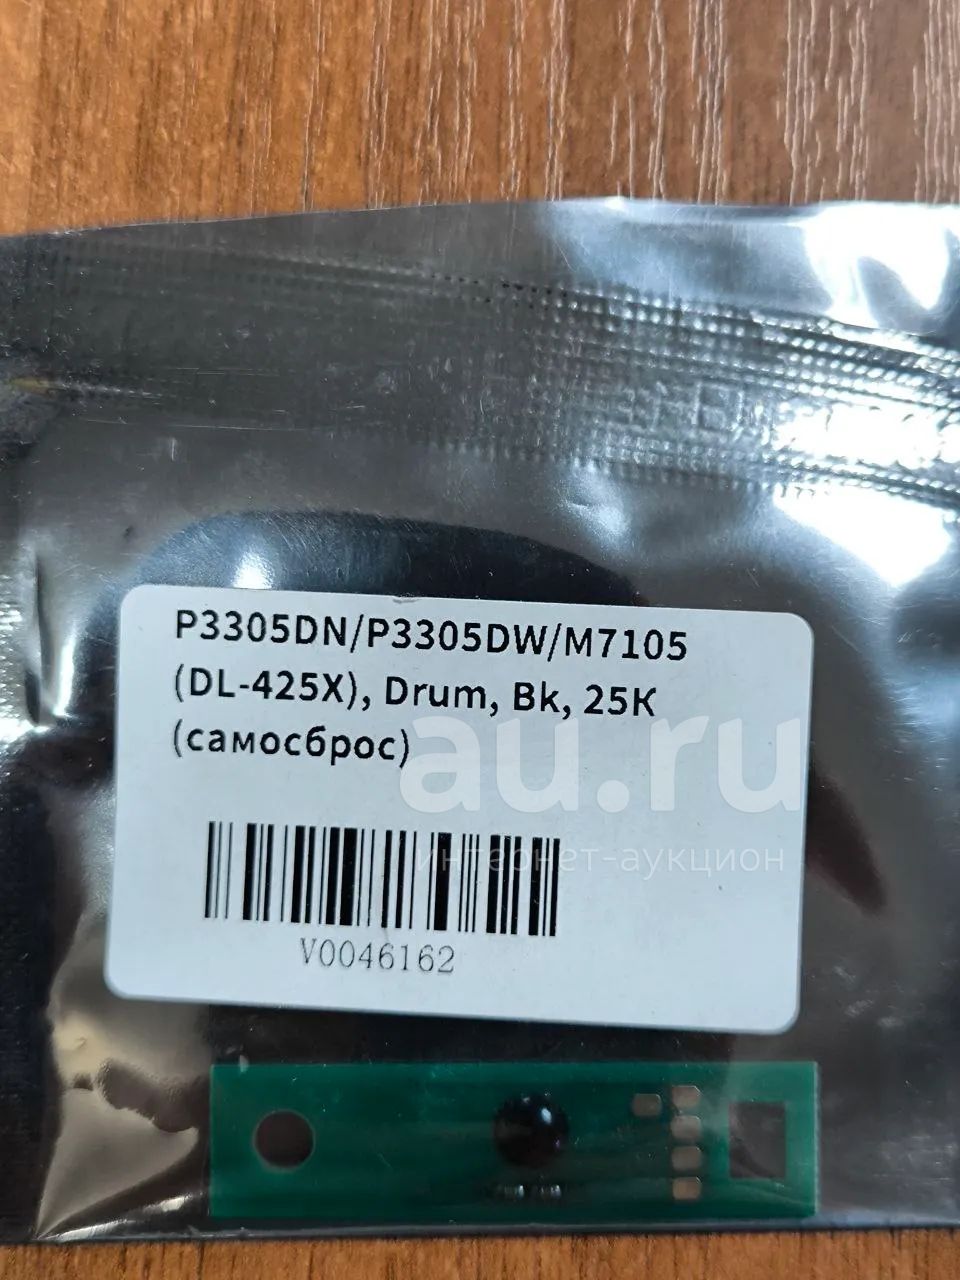 P3305DN/P3305DW/M7105
(DL-425X), Drum, Bk, 25K
(самосброс)
au.ru
интернет-аукцион
V0046162